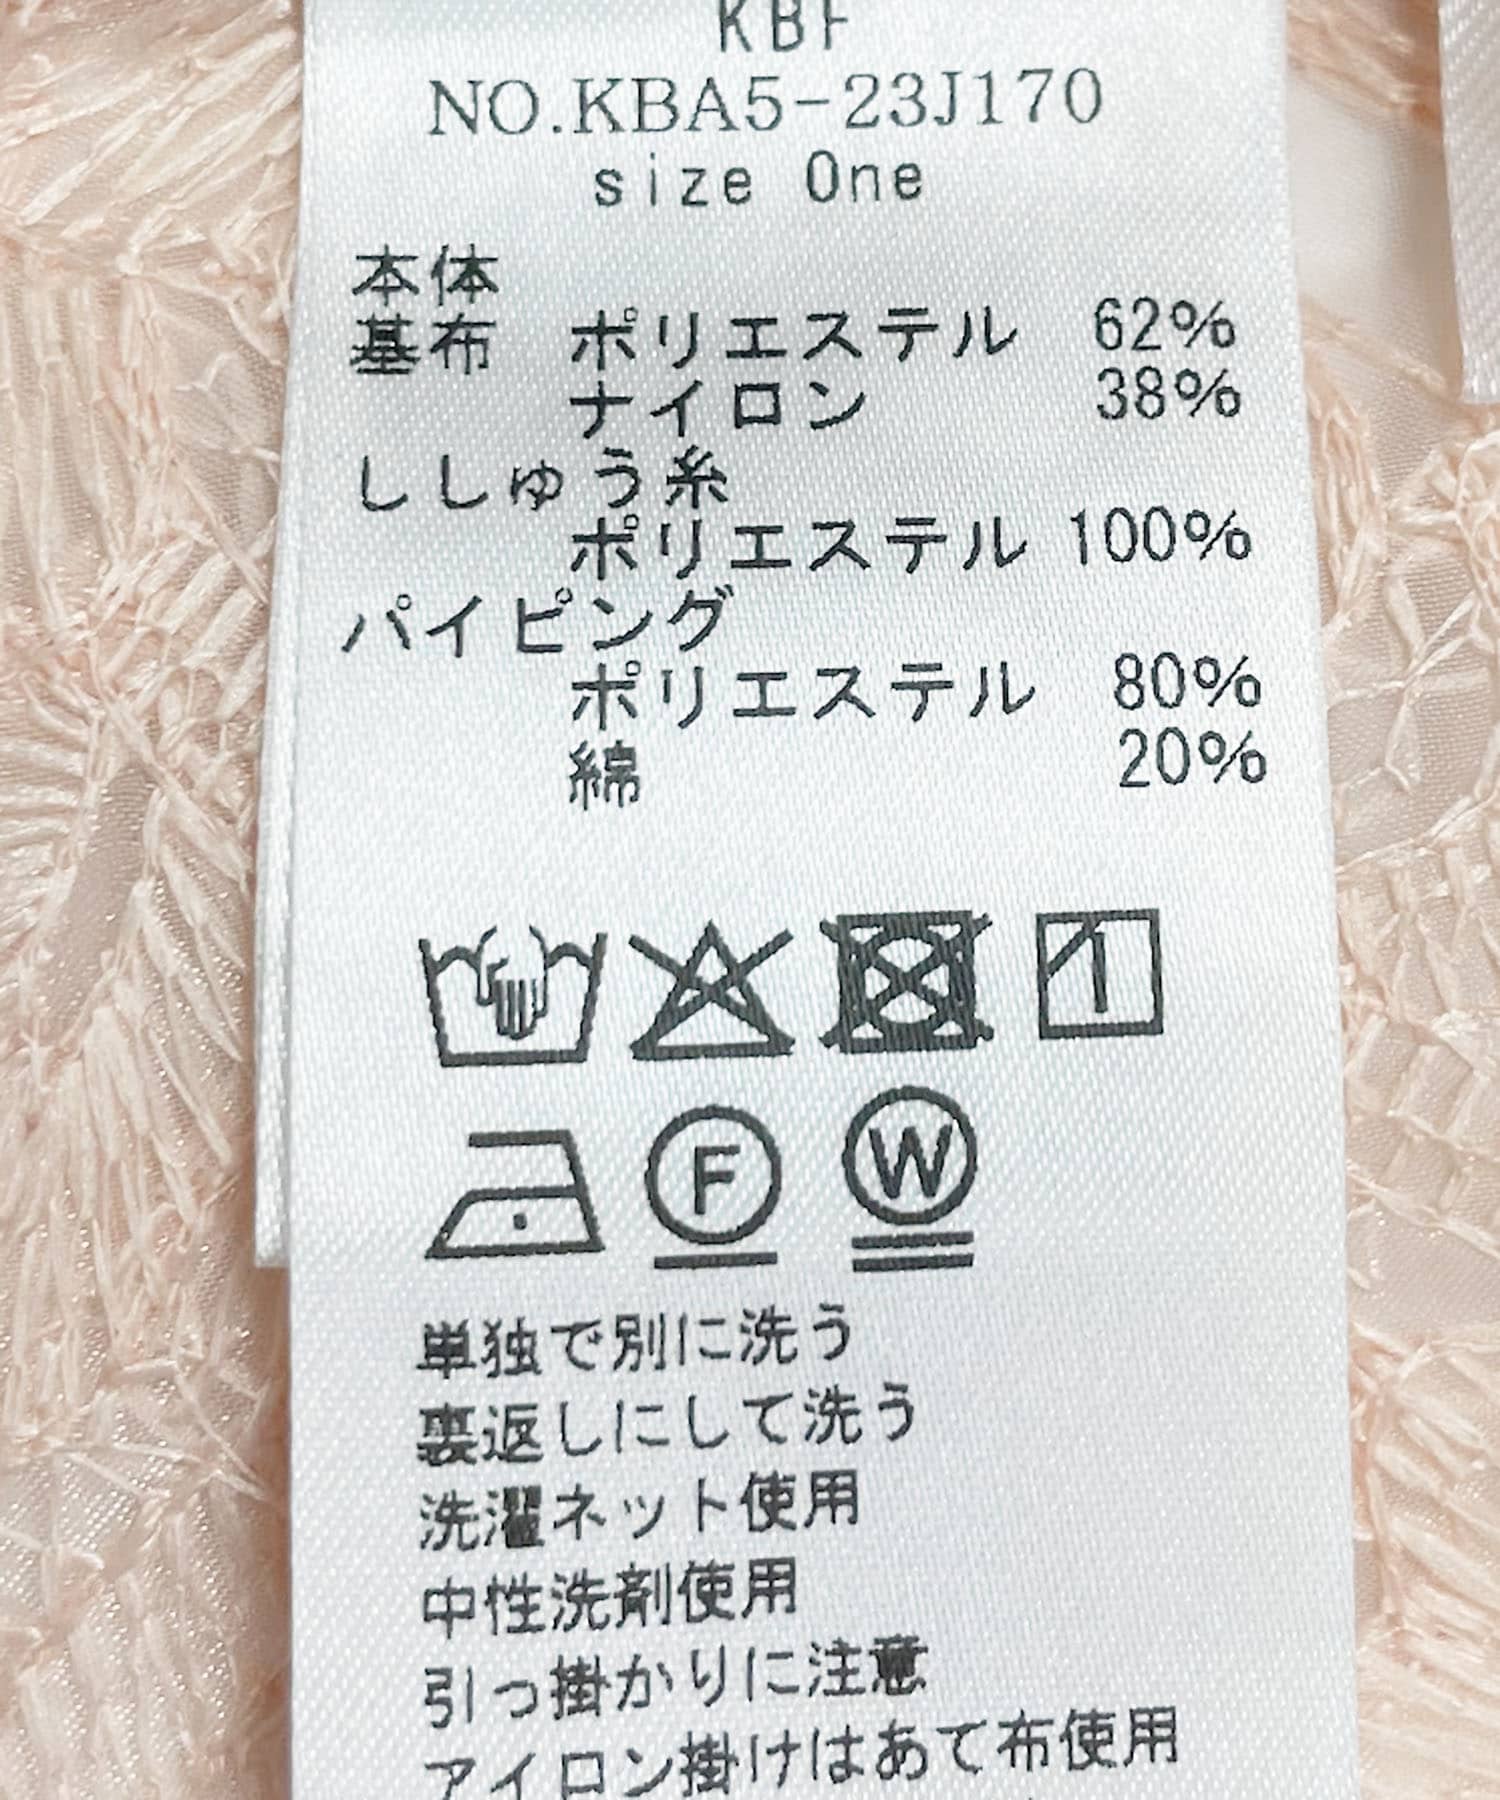 KBF
NO.KBA5-23J170
size One
本体
基布 ポリエステル 62%
ナイロン 38%
ししゅう糸
ポリエステル 100%
パイピング
ポリエステル 80%
綿 20%
F W
単独で別に洗う
裏返しにして洗う
洗濯ネット使用
中性洗剤使用
引っ掛かりに注意
アイロン掛けはあて布使用